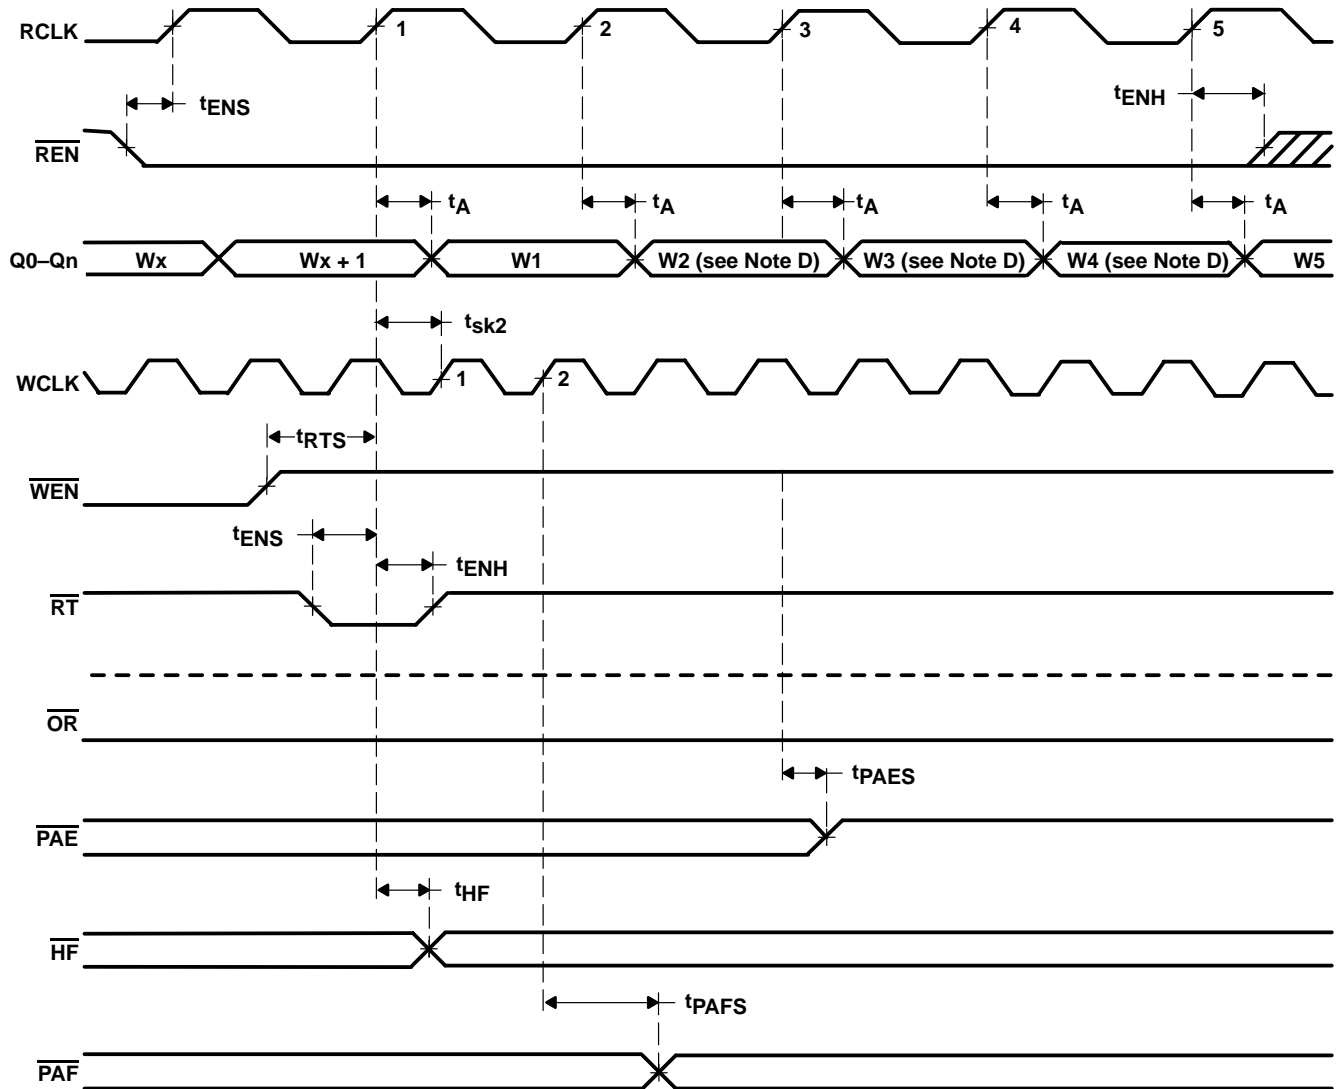 RCLK
1
2
3
4
5
tENS
tENH
REN
tA
tA
tA
tA
tA
Q0–Qn
Wx
Wx + 1
W1
W2 (see Note D)
W3 (see Note D)
W4 (see Note D)
W5
tsk2
WCLK
1
2
tRTS
WEN
tENS
tENH
RT
OR
tPAES
PAE
tHF
HF
tPAFS
PAF